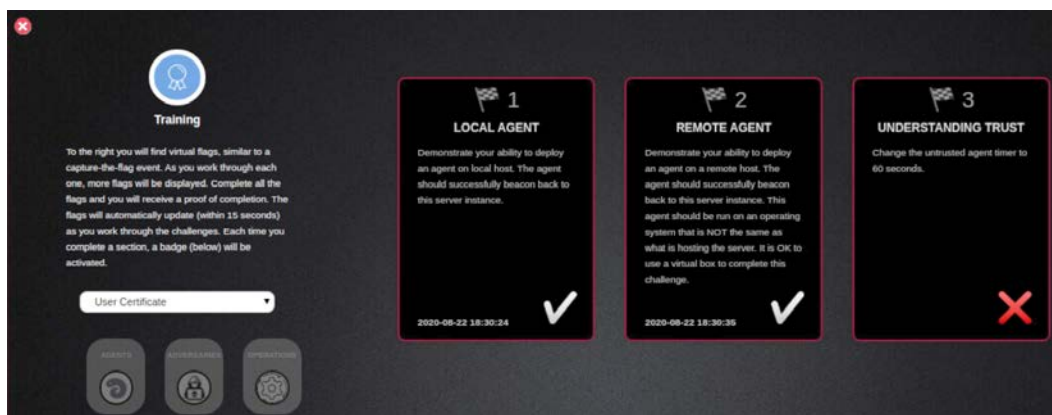 Training
To the right you will find virtual flags, similar to a
capture-the-flag event. As you work through each
one, more flags will be displayed. Complete all the
flags and you will receive a proof of completion. The
flags will automatically update (within 15 seconds)
as you work through the challenges. Each time you
complete a section, a badge (below) will be
activated.
User Certificate
AGENTS
ADVERSARIES
OPERATIONS
1
LOCAL AGENT
Demonstrate your ability to deploy
an agent on local host. The agent
should successfully beacon back to
this server instance.
2020-08-22 18:30:24
2
REMOTE AGENT
Demonstrate your ability to deploy
an agent on a remote host. The
agent should successfully beacon
back to this server instance. This
agent should be run on an operating
system that is NOT the same as
what is hosting the server. It is OK to
use a virtual box to complete this
challenge.
2020-08-22 18:30:35
3
UNDERSTANDING TRUST
Change the untrusted agent timer to
60 seconds.